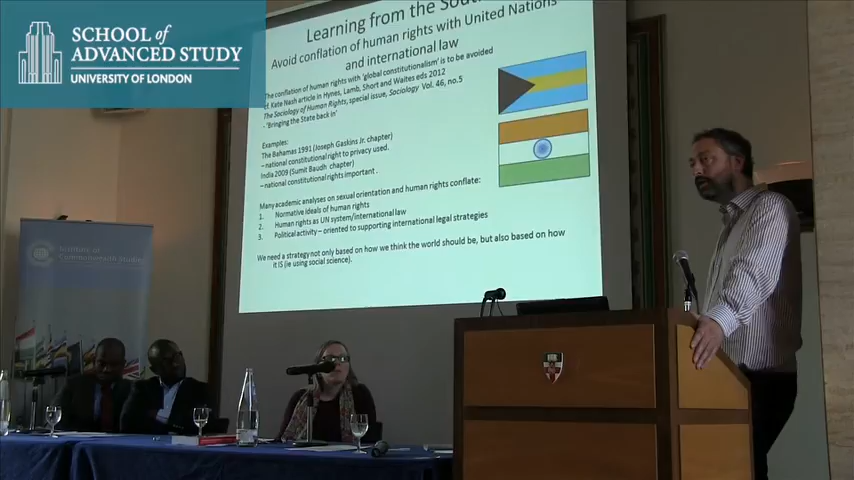 SCHOOL of
ADVANCED STUDY
UNIVERSITY OF LONDON
Learning from the Sout
Avoid conflation of human rights with United Nations
and international law
The conflation of human rights with 'global constitutionalism' is to be avoided
cf. Kate Nash article in Hynes, Lamb, Short and Waites eds 2012
The Sociology of Human Rights, special issue, Sociology Vol. 46, no.5
- 'Bringing the State back in'
Examples:
The Bahamas 1991 (Joseph Gaskins Jr. chapter)
–national constitutional right to privacy used.
India 2009 (Sumit Baudh chapter)
–national constitutional rights important.
Many academic analyses on sexual orientation and human rights conflate:
1. Normative ideals of human rights
2. Human rights as UN system/international law
3. Political activity – oriented to supporting international legal strategies
We need a strategy not only based on how we think the world should be, but also based on how
it IS (ie using social science).
Institute of
Commonwealth Studies